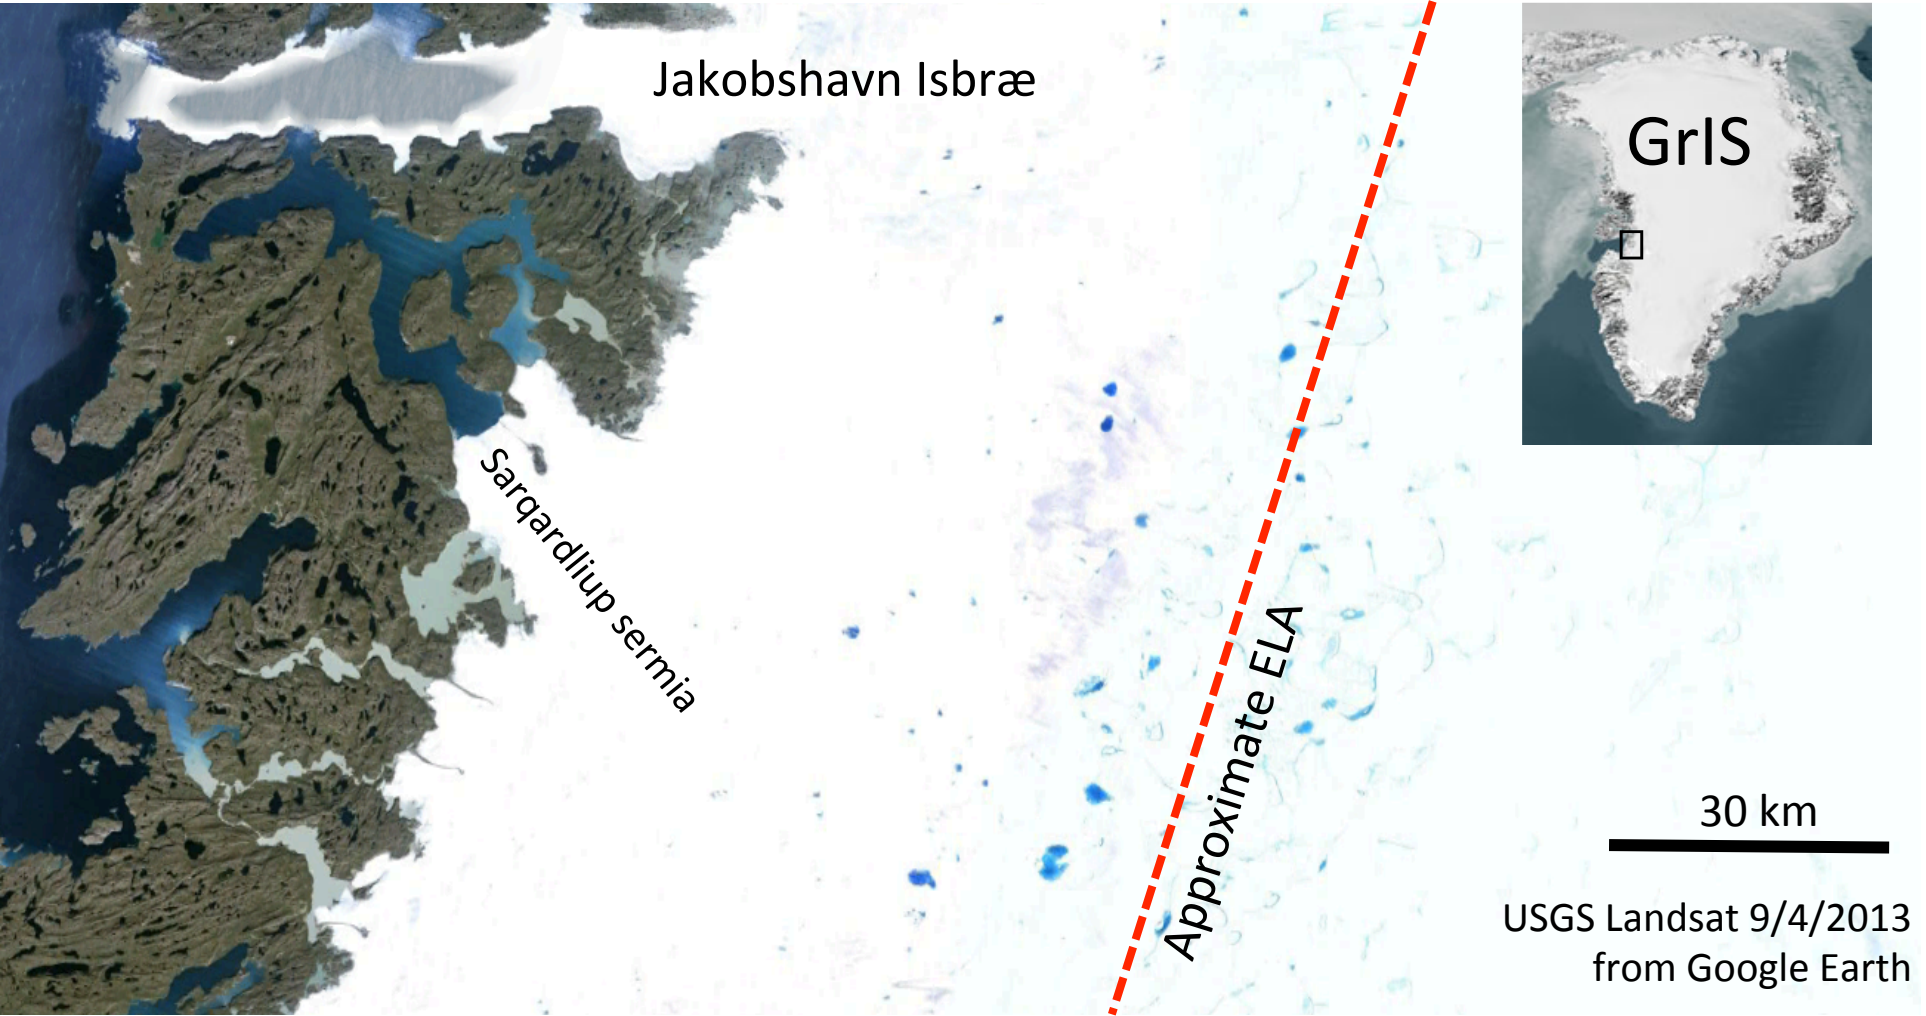 Jakobshavn Isbræ
GrIS
Sarqardliup sermia
Approximate ELA
30 km
USGS Landsat 9/4/2013
from Google Earth